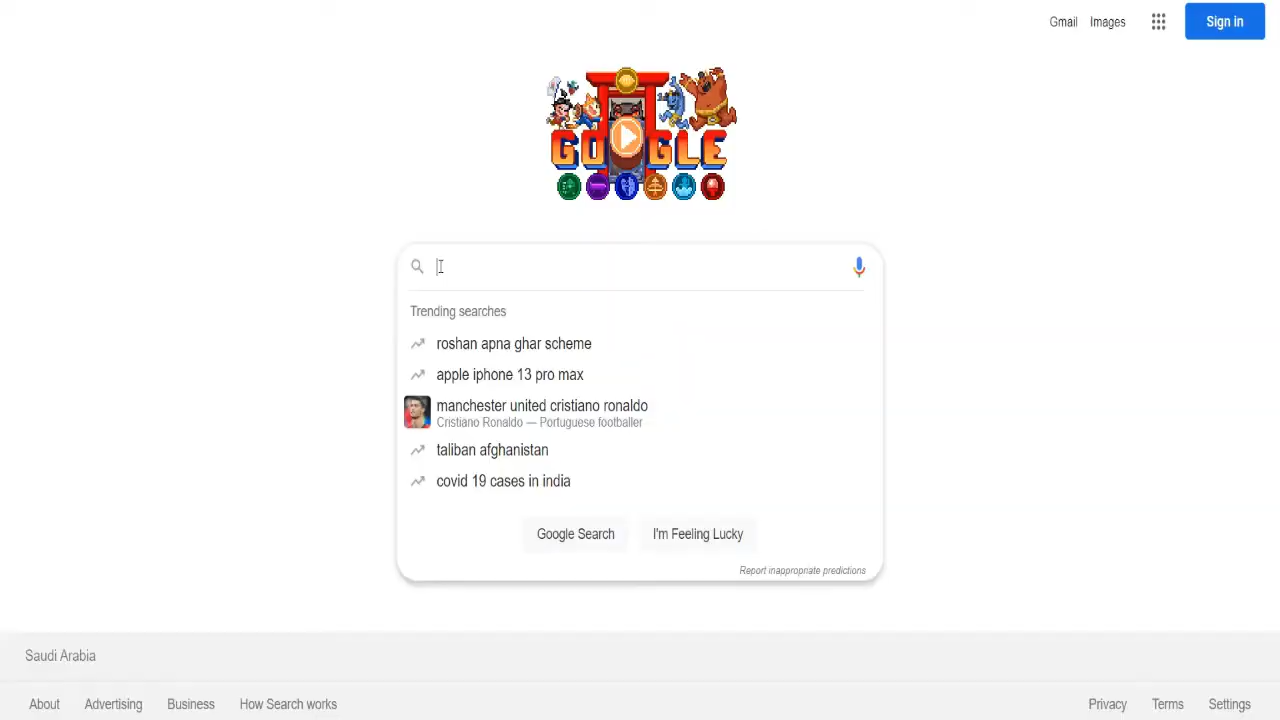 Gmail Images Sign in
GOOGLE
Trending searches
roshan apna ghar scheme
apple iphone 13 pro max
manchester united cristiano ronaldo
Cristiano Ronaldo — Portuguese footballer
taliban afghanistan
covid 19 cases in india
Google Search I'm Feeling Lucky
Report inappropriate predictions
Saudi Arabia
About Advertising Business How Search works Privacy Terms Settings